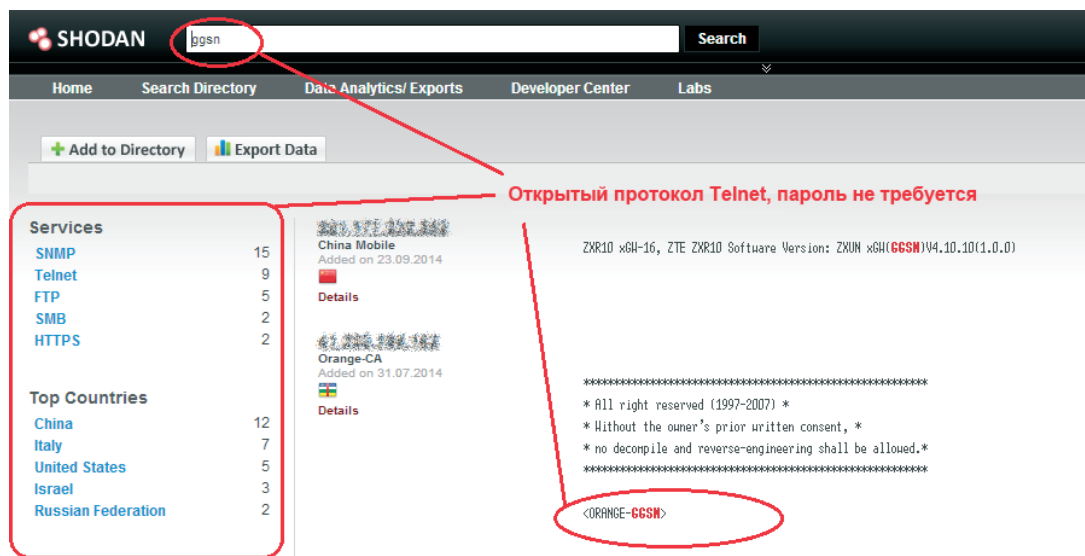 SHODAN
ggsn
Search
Home Search Directory Data Analytics/ Exports Developer Center Labs
Add to Directory Export Data
Открытый протокол Telnet, пароль не требуется
Services
SNMP 15
Telnet 9
FTP 5
SMB 2
HTTPS 2
Top Countries
China 12
Italy 7
United States 5
Israel 3
Russian Federation 2
China Mobile
Added on 23.09.2014
Details
ZXR10 xGW-16, ZTE ZXR10 Software Version: ZXUN xGW(GGSN)V4.10.10(1.0.0)
Orange-CA
Added on 31.07.2014
Details
*******************************************************
* All right reserved (1997-2007) *
* Without the owner's prior written consent, *
* no decompile and reverse-engineering shall be allowed.*
*******************************************************
<ORANGE-GGSN>